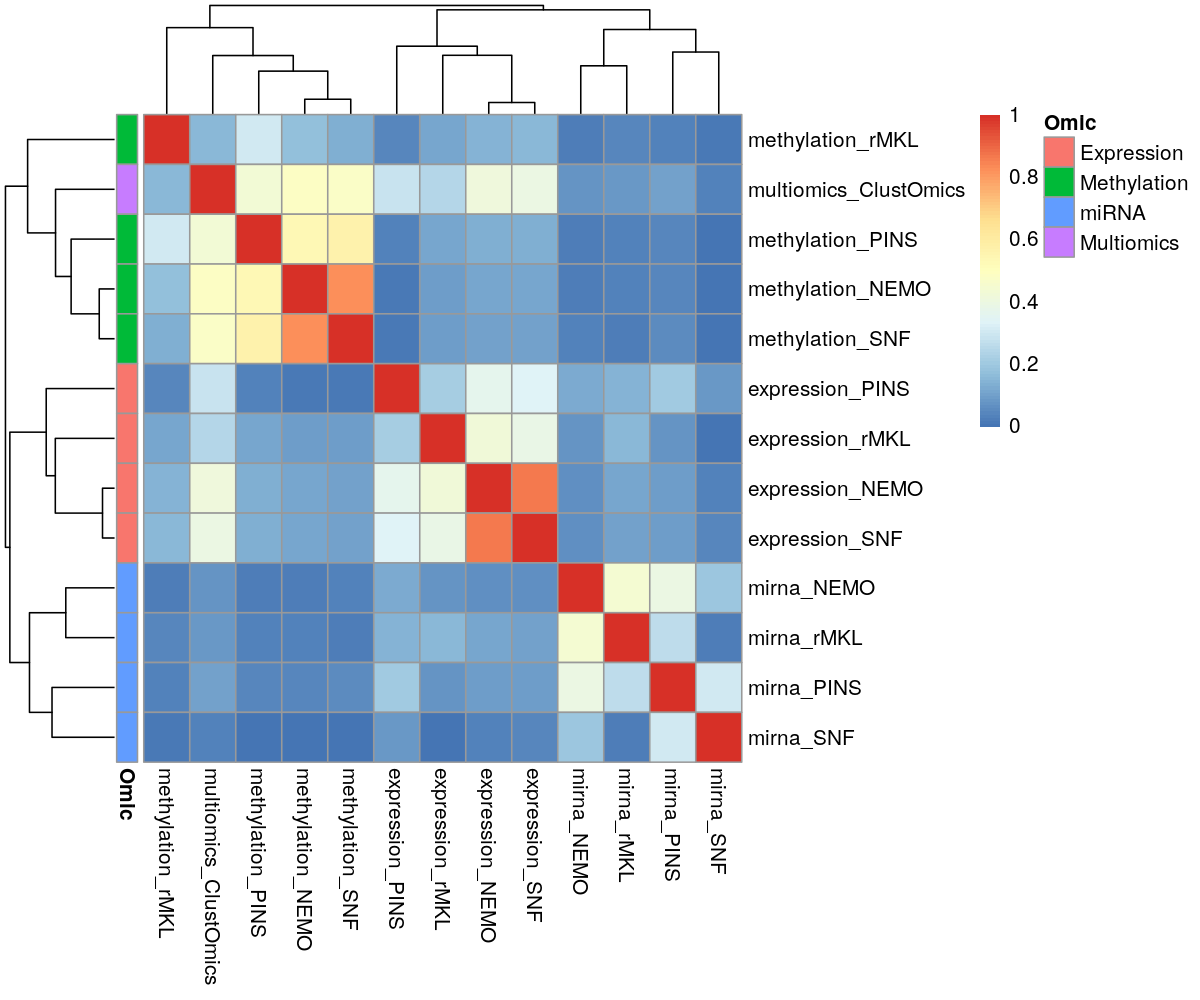 1
0.8
0.6
0.4
0.2
0
OmIc
Expression
Methylation
miRNA
Multiomics
methylation_rMKL
multiomics_ClustOmics
methylation_PINS
methylation_NEMO
methylation_SNF
expression_PINS
expression_rMKL
expression_NEMO
expression_SNF
mirna_NEMO
mirna_rMKL
mirna_PINS
mirna_SNF
OmIc
methylation_rMKL
multiomics_ClustOmics
methylation_PINS
methylation_NEMO
methylation_SNF
expression_PINS
expression_rMKL
expression_NEMO
expression_SNF
mirna_NEMO
mirna_rMKL
mirna_PINS
mirna_SNF